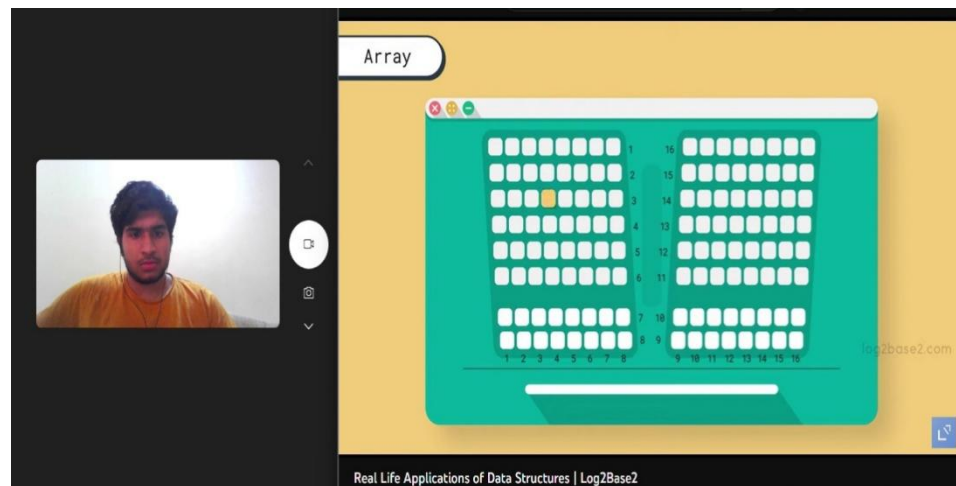 Array
1 16
2 15
3 14
4 13
5 12
6 11
7 10
8 9
1 2 3 4 5 6 7 8 9 10 11 12 13 14 15 16
log2base2.com
Real Life Applications of Data Structures | Log2Base2